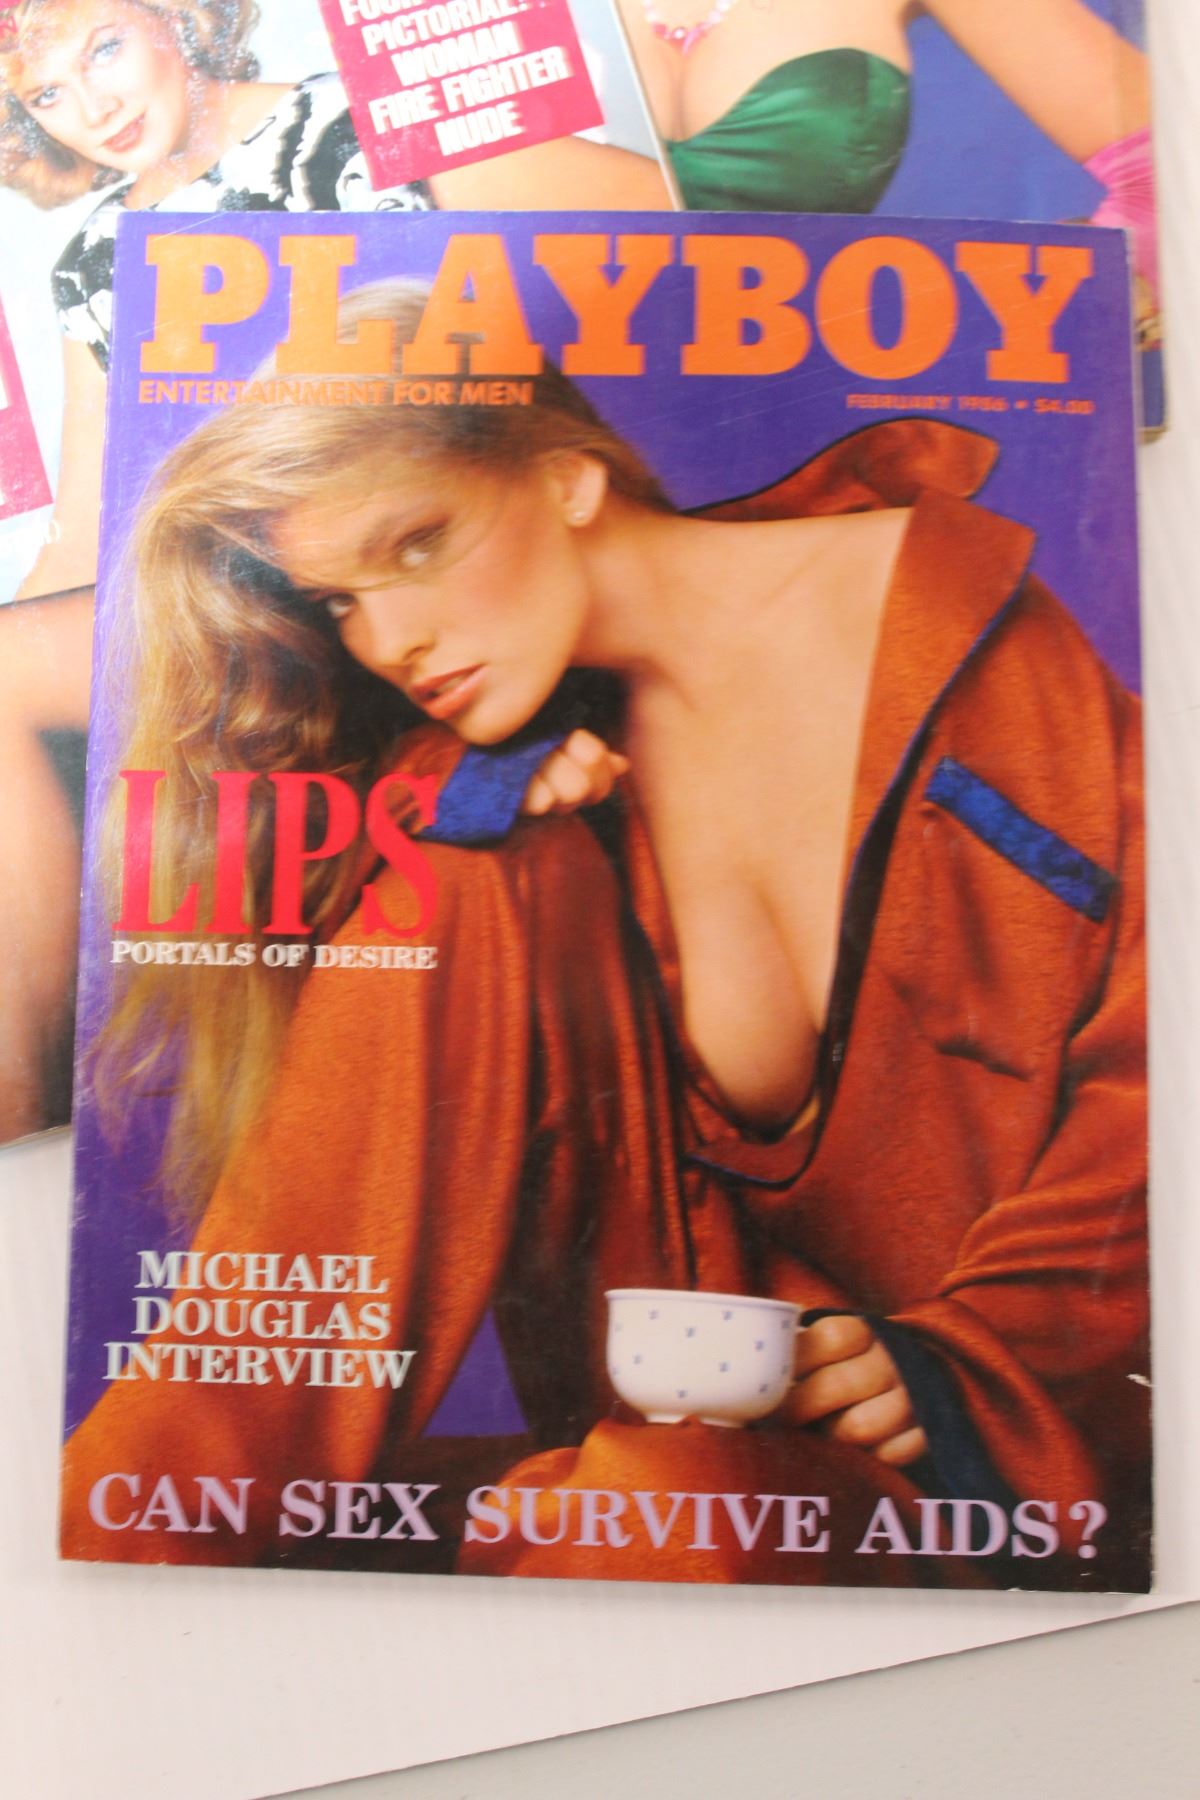 PICTORIAL:
WOMAN
FIRE FIGHTER
NUDE
PLAYBOY
ENTERTAINMENT FOR MEN
FEBRUARY 1986 • $4.00
LIPS
PORTALS OF DESIRE
MICHAEL
DOUGLAS
INTERVIEW
CAN SEX SURVIVE AIDS?